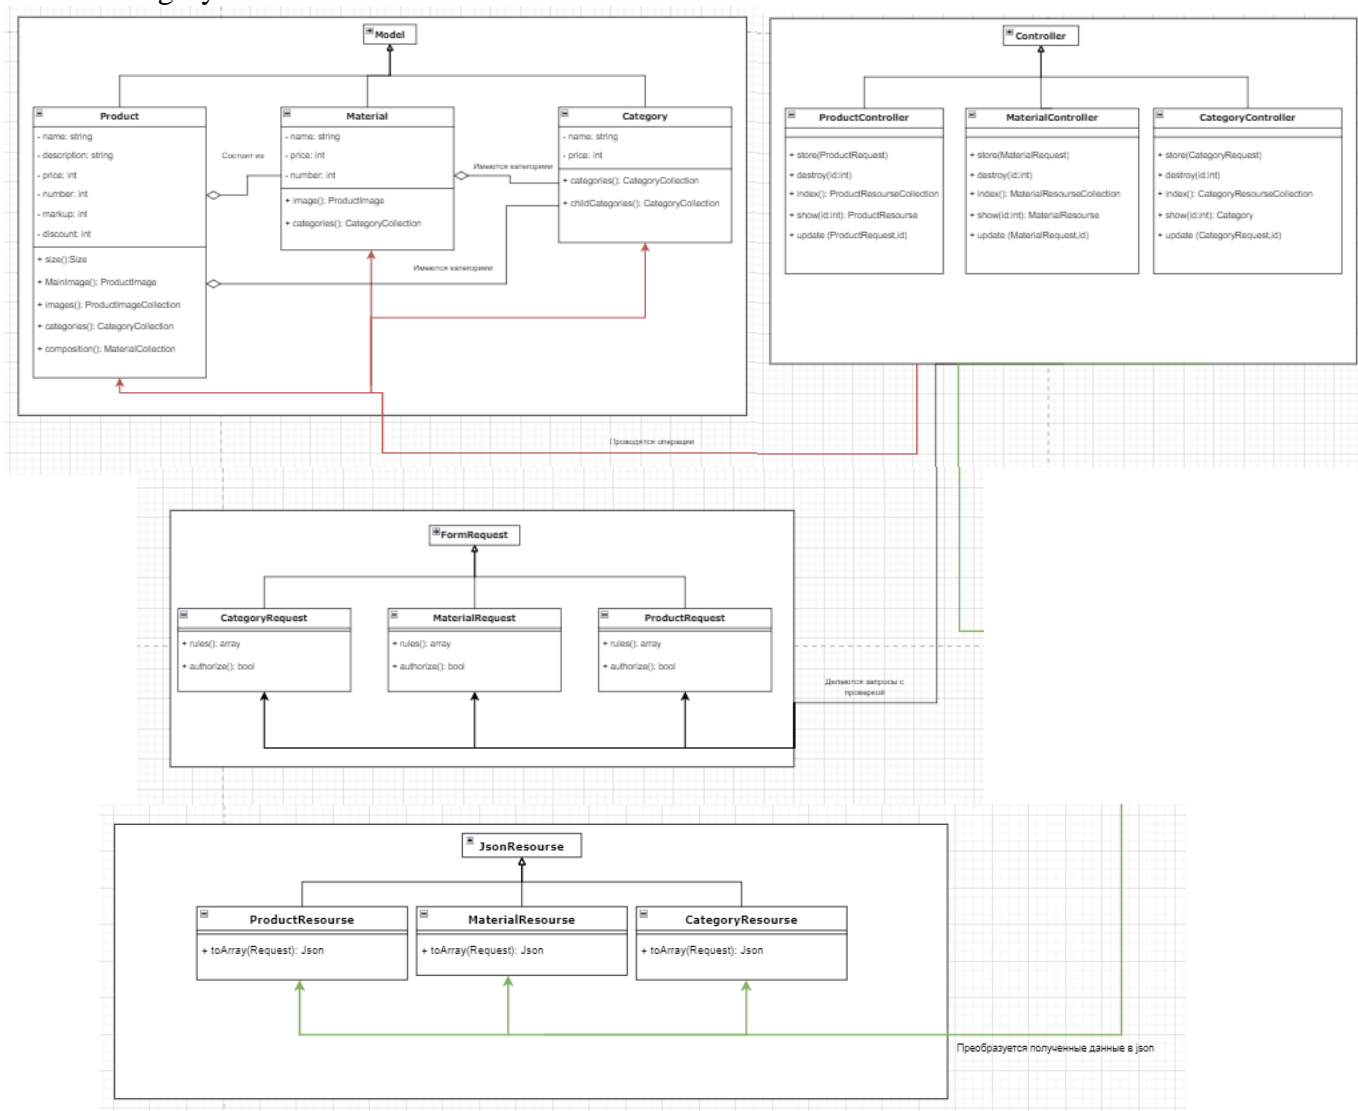 Model
Product
- name: string
- description: string
- price: int
- number: int
- markup: int
- discount: int
+ size():Size
+ MainImage(): ProductImage
+ images(): ProductImageCollection
+ categories(): CategoryCollection
+ composition(): MaterialCollection
Состоит из
Material
- name: string
- price: int
- number: int
+ image(): ProductImage
+ categories(): CategoryCollection
Имеются категориии
Имеются категориии
Category
- name: string
- price: int
+ categories(): CategoryCollection
+ childCategories(): CategoryCollection
Controller
ProductController
+ store(ProductRequest)
+ destroy(id:int)
+ index(): ProductResourseCollection
+ show(id:int): ProductResourse
+ update (ProductRequest,id)
MaterialController
+ store(MaterialRequest)
+ destroy(id:int)
+ index(): MaterialResourseCollection
+ show(id:int): MaterialResourse
+ update (MaterialRequest,id)
CategoryController
+ store(CategoryRequest)
+ destroy(id:int)
+ index(): CategoryResourseCollection
+ show(id:int): Category
+ update (CategoryRequest,id)
Проводятся операции
FormRequest
CategoryRequest
+ rules(): array
+ authorize(): bool
MaterialRequest
+ rules(): array
+ authorize(): bool
ProductRequest
+ rules(): array
+ authorize(): bool
Делаются запросы с
проверкой
JsonResourse
ProductResourse
+ toArray(Request): Json
MaterialResourse
+ toArray(Request): Json
CategoryResourse
+ toArray(Request): Json
Преобразуется полученные данные в json